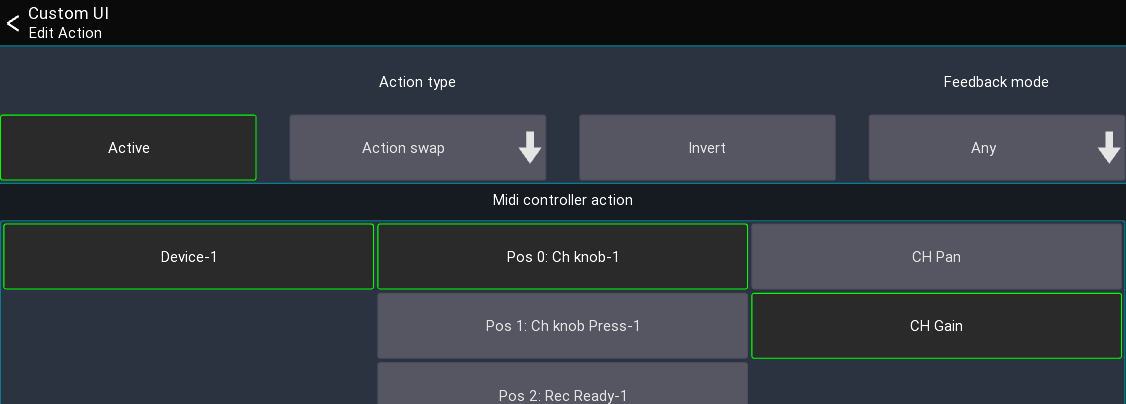 Custom UI
Edit Action
Action type
Feedback mode
Active
Action swap
Invert
Any
Midi controller action
Device-1
Pos 0: Ch knob-1
CH Pan
Pos 1: Ch knob Press-1
CH Gain
Pos 2: Rec Ready-1